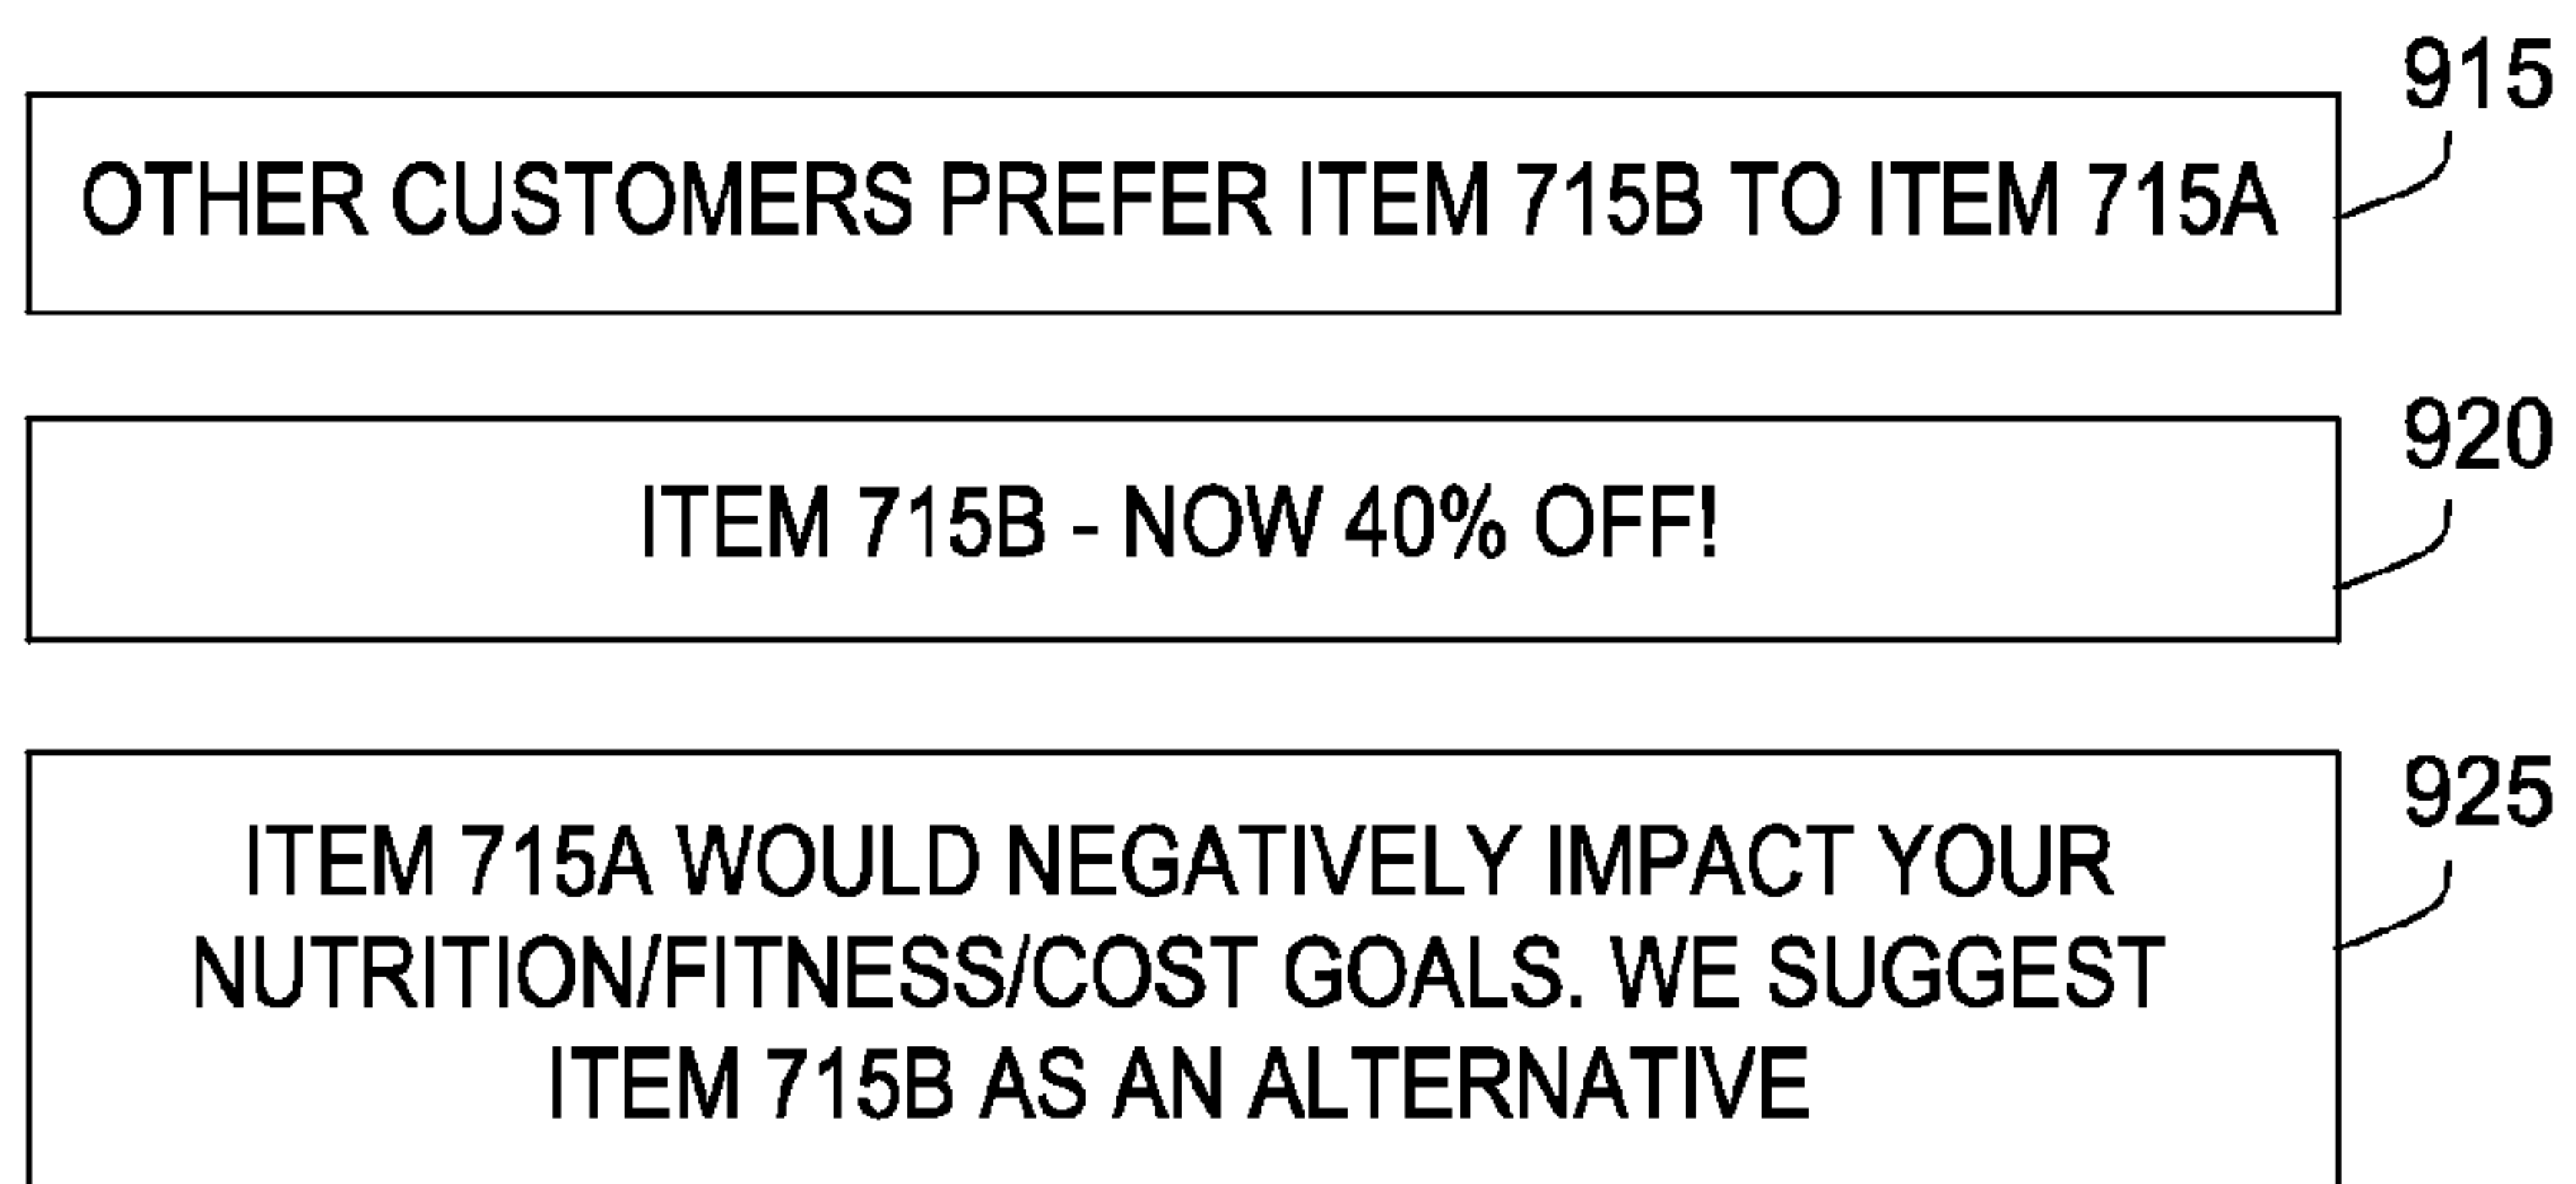 915
OTHER CUSTOMERS PREFER ITEM 715B TO ITEM 715A
920
ITEM 715B - NOW 40% OFF!
925
ITEM 715A WOULD NEGATIVELY IMPACT YOUR
NUTRITION/FITNESS/COST GOALS. WE SUGGEST
ITEM 715B AS AN ALTERNATIVE